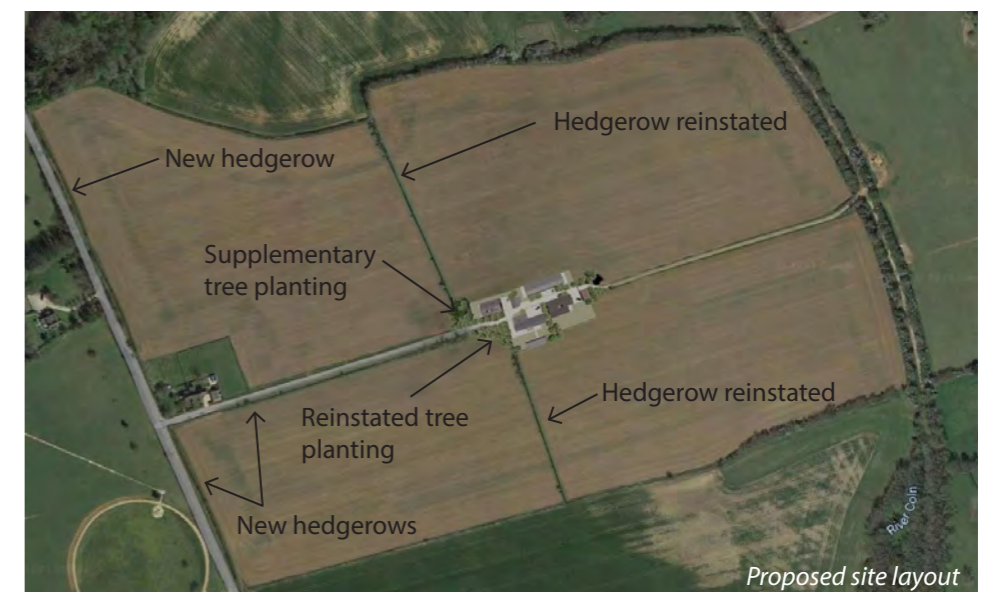 Hedgerow reinstated
New hedgerow
Supplementary
tree planting
Hedgerow reinstated
Reinstated tree
planting
New hedgerows
River Coln
Proposed site layout